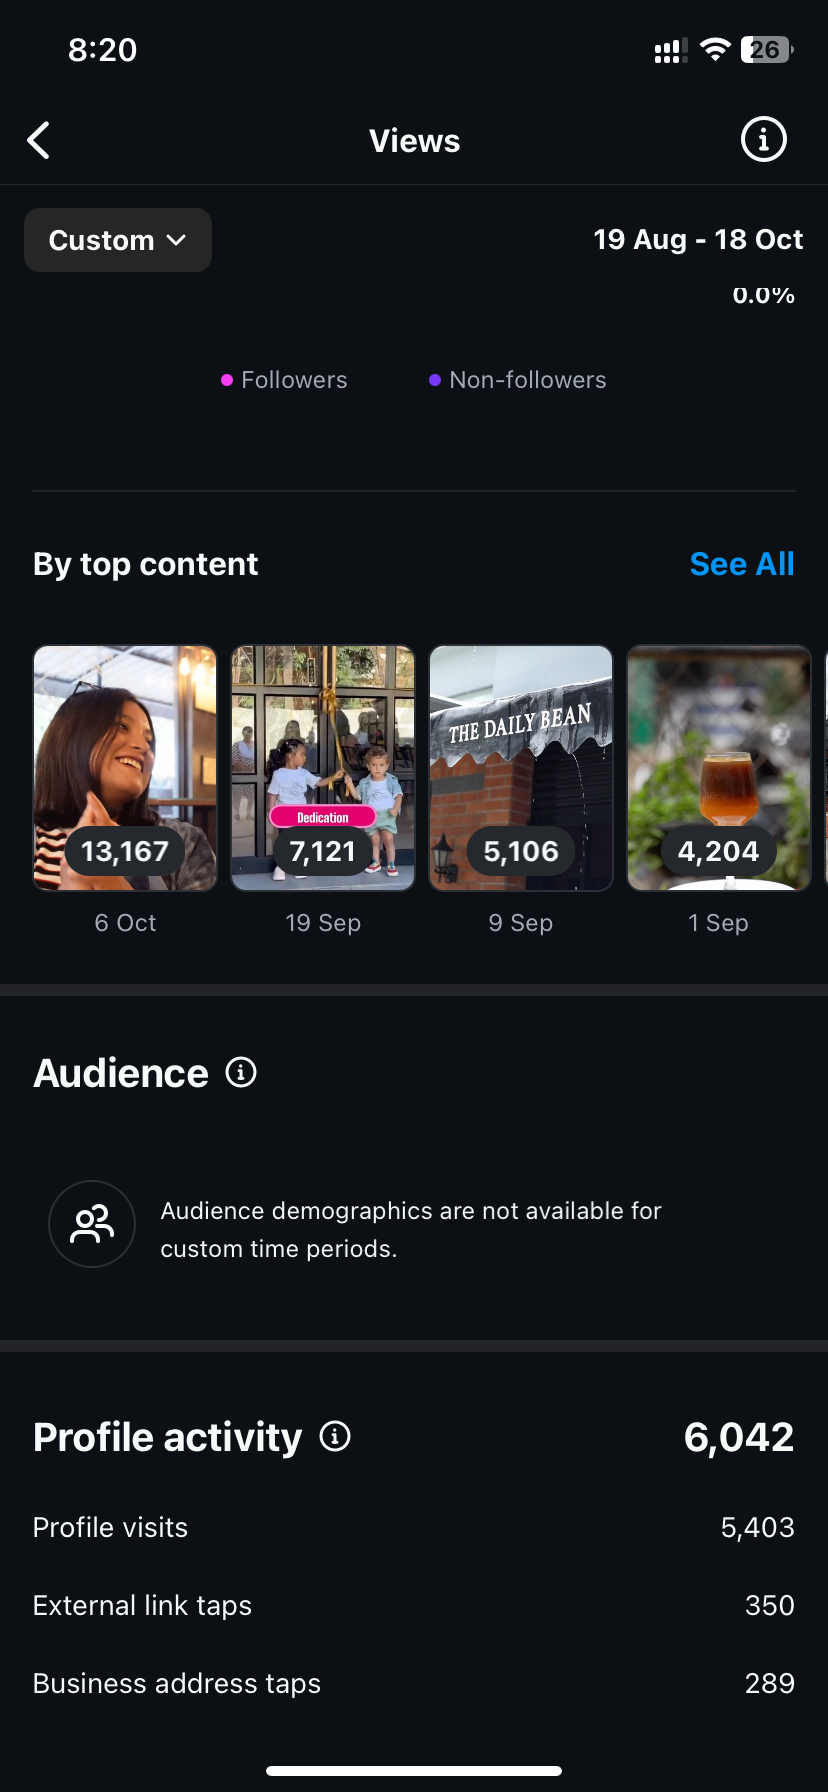 8:20
26
Views
Custom
19 Aug - 18 Oct
0.0%
Followers
Non-followers
By top content
See All
THE DAILY BEAN
Dedication
13,167
7,121
5,106
4,204
6 Oct
19 Sep
9 Sep
1 Sep
Audience
Audience demographics are not available for
custom time periods.
Profile activity
6,042
Profile visits
5,403
External link taps
350
Business address taps
289